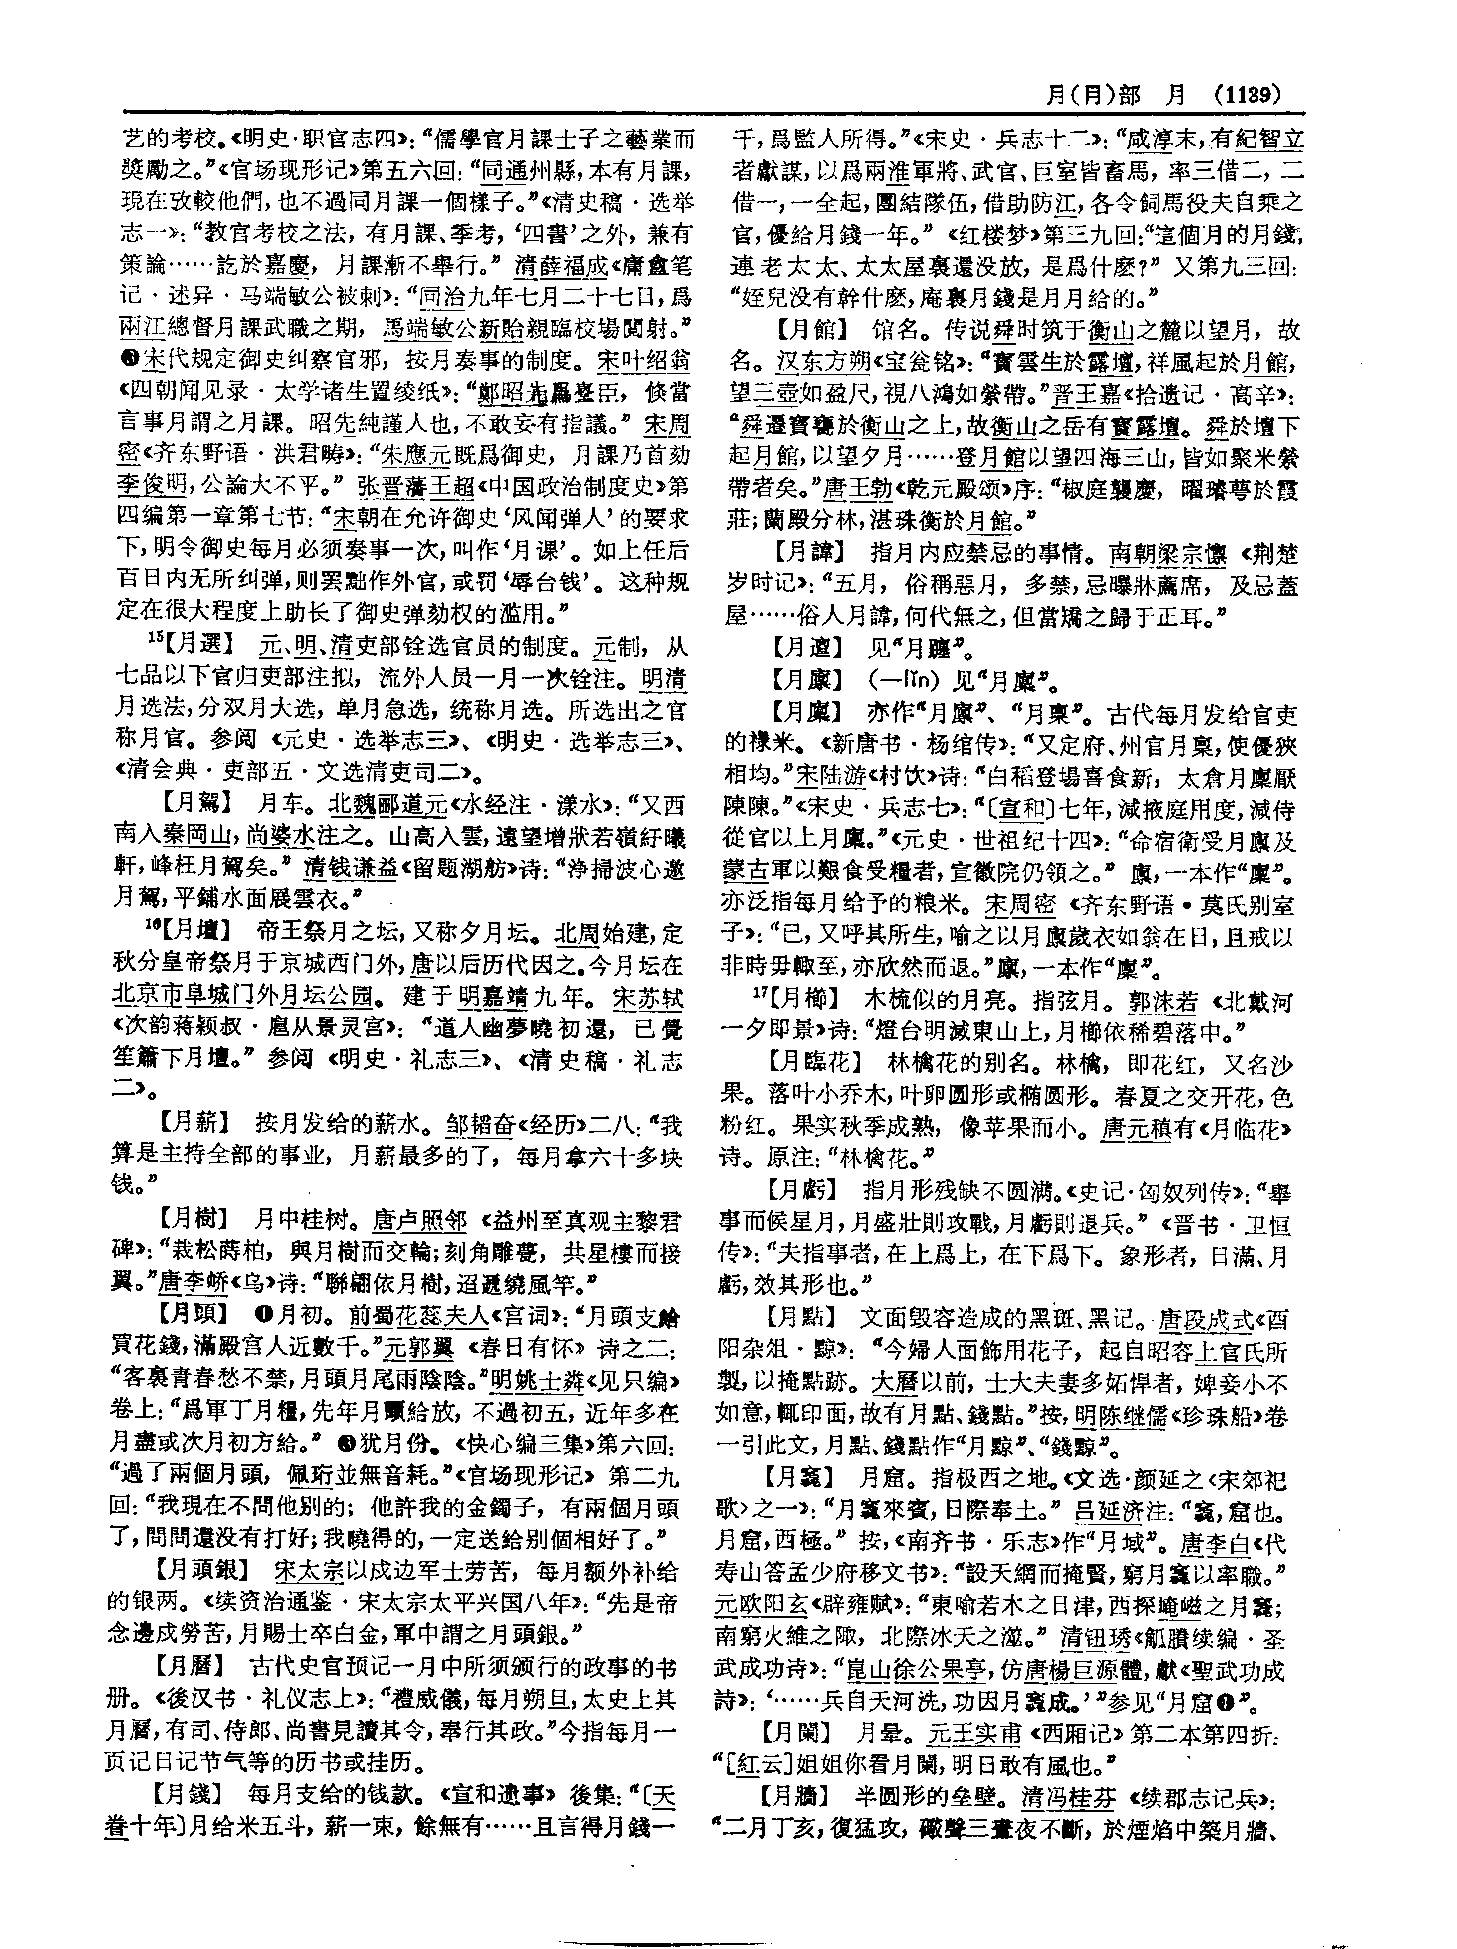 月(⺝)部　月　(1139)
艺的考校。《明史·职官志四》：“儒學官月課士子之藝業而
獎勵之。”《官场现形记》第五六回：“同通州縣，本有月課，
現在攷較他們，也不過同月課一個樣子。”《清史稿·选举
志一》：“教官考校之法，有月課、季考，‘四書’之外，兼有
策論……訖於嘉慶，月課漸不舉行。”清薛福成《庸盦笔
记·述异·马端敏公被刺》：“同治九年七月二十七日，爲
兩江總督月課武職之期，馬端敏公新貽親臨校場閱射。”
❸宋代规定御史纠察官邪，按月奏事的制度。宋叶绍翁
《四朝闻见录·太学诸生置绫纸》：“鄭昭先爲臺臣，倏當
言事月謂之月課。昭先純謹人也，不敢妄有指議。”宋周
密《齐东野语·洪君畴》：“朱應元既爲御史，月課乃首劾
李俊明，公論大不平。”张晋藩王超《中国政治制度史》第
四编第一章第七节：“宋朝在允许御史‘风闻弹人’的要求
下，明令御史每月必须奏事一次，叫作‘月课’。如上任后
百日内无所纠弹，则罢黜作外官，或罚‘辱台钱’。这种规
定在很大程度上助长了御史弹劾权的滥用。”
15【月選】　元、明、清吏部铨选官员的制度。元制，从
七品以下官归吏部注拟，流外人员一月一次铨注。明清
月选法，分双月大选，单月急选，统称月选。所选出之官
称月官。参阅《元史·选举志三》、《明史·选举志三》、
《清会典·吏部五·文选清吏司二》。
【月駕】　月车。北魏郦道元《水经注·漾水》：“又西
南入秦岡山，尚婆水注之。山高入雲，遠望增狀若嶺紆曦
軒，峰枉月駕矣。”清钱谦益《留题湖舫》诗：“净掃波心邀
月駕，平鋪水面展雲衣。”
16【月壇】　帝王祭月之坛，又称夕月坛。北周始建，定
秋分皇帝祭月于京城西门外，唐以后历代因之。今月坛在
北京市阜城门外月坛公园。建于明嘉靖九年。宋苏轼
《次韵蒋颖叔·扈从景灵宫》：“道人幽夢曉初還，已覺
笙簫下月壇。”参阅《明史·礼志三》、《清史稿·礼志
二》。
【月薪】　按月发给的薪水。邹韬奋《经历》二八：“我
算是主持全部的事业，月薪最多的了，每月拿六十多块
钱。”
【月樹】　月中桂树。唐卢照邻《益州至真观主黎君
碑》：“栽松蒔柏，與月樹而交輪；刻角雕甍，共星樓而接
翼。”唐李峤《乌》诗：“聯翩依月樹，迢遞繞風竿。”
【月頭】　❶月初。前蜀花蕊夫人《宫词》：“月頭支給
買花錢，滿殿宫人近數千。”元郭翼《春日有怀》诗之二：
“客裏青春愁不禁，月頭月尾雨陰陰。”明姚士粦《见只编》
卷上：“爲軍丁月糧，先年月頭給放，不過初五，近年多在
月盡或次月初方給。”❷犹月份。《快心编三集》第六回：
“過了兩個月頭，佩珩並無音耗。”《官场现形记》第二九
回：“我現在不問他别的；他許我的金鐲子，有兩個月頭
了，問問還没有打好；我曉得的，一定送給别個相好了。”
【月頭銀】　宋太宗以戍边军士劳苦，每月额外补给
的银两。《续资治通鉴·宋太宗太平兴国八年》：“先是帝
念邊戍勞苦，月賜士卒白金，軍中謂之月頭銀。”
【月曆】　古代史官预记一月中所须颁行的政事的书
册。《後汉书·礼仪志上》：“禮威儀，每月朔旦，太史上其
月曆，有司、侍郎、尚書見讀其令，奉行其政。”今指每月一
页记日记节气等的历书或挂历。
【月錢】　每月支给的钱款。《宣和遗事》後集：“〔天
眷十年〕月给米五斗，薪一束，餘無有……且言得月錢一
千，爲監人所得。”《宋史·兵志十二》：“咸淳末，有紀智立
者獻謀，以爲兩淮軍將、武官、巨室皆畜馬，率三借二，二
借一，一全起，團結隊伍，借助防江，各令飼馬役夫自乘之
官，優給月錢一年。”《红楼梦》第三九回：“這個月的月錢，
連老太太、太太屋裏還没放，是爲什麽？”又第九三回：
“姪兒没有幹什麽，庵裏月錢是月月给的。”
【月館】　馆名。传说舜时筑于衡山之麓以望月，故
名。汉东方朔《宝瓮铭》：“寶雲生於露壇，祥風起於月館，
望三壺如盈尺，視八鴻如縈帶。”晋王嘉《拾遗记·高辛》：
“舜遷寶甕於衡山之上，故衡山之岳有寶露壇。舜於壇下
起月館，以望夕月……登月館以望四海三山，皆如聚米縈
帶者矣。”唐王勃《乾元殿颂》序：“椒庭襲慶，曜璿萼於霞
莊；蘭殿分林，湛珠衡於月館。”
【月諱】　指月内应禁忌的事情。南朝梁宗懔《荆楚
岁时记》：“五月，俗稱惡月，多禁，忌曝牀薦席，及忌蓋
屋……俗人月諱，何代無之，但當矯之歸于正耳。”
【月邅】　见“月躔”。
【月廩】　（—lǐn）见“月稟”。
【月稟】　亦作“月廩”、“月禀”。古代每月发给官吏
的禄米。《新唐书·杨绾传》：“又定府、州官月稟，使優狹
相均。”宋陆游《村饮》诗：“白稻登場喜食新，太倉月稟厭
陳陳。”《宋史·兵志七》：“〔宣和〕七年，減掖庭用度，減侍
從官以上月廩。”《元史·世祖纪十四》：“命宿衛受月廩及
蒙古軍以艱食受糧者，宣徽院仍領之。”廩，一本作“稟”。
亦泛指每月给予的粮米。宋周密《齐东野语·莫氏别室
子》：“已，又呼其所生，喻之以月廩歲衣如翁在日，且戒以
非時毋輒至，亦欣然而退。”廩，一本作“稟”。
17【月櫛】　木梳似的月亮。指弦月。郭沫若《北戴河
一夕即景》诗：“燈台明滅東山上，月櫛依稀碧落中。”
【月臨花】　林檎花的别名。林檎，即花红，又名沙
果。落叶小乔木，叶卵圆形或椭圆形。春夏之交开花，色
粉红。果实秋季成熟，像苹果而小。唐元稹有《月临花》
诗。原注：“林檎花。”
【月虧】　指月形残缺不圆满。《史记·匈奴列传》：“舉
事而候星月，月盛壯則攻戰，月虧則退兵。”《晋书·卫恒
传》：“夫指事者，在上爲上，在下爲下。象形者，日滿、月
虧，效其形也。”
【月點】　文面毁容造成的黑斑、黑记。唐段成式《酉
阳杂俎·黥》：“今婦人面飾用花子，起自昭容上官氏所
製，以掩點跡。大曆以前，士大夫妻多妬悍者，婢妾小不
如意，輒印面，故有月點、錢點。”按，明陈继儒《珍珠船》卷
一引此文，月點、錢點作“月黥”、“錢黥”。
【月竁】　月窟。指极西之地。《文选·颜延之〈宋郊祀
歌〉之一》：“月竁來賓，日際奉土。”吕延济注：“竁，窟也。
月窟，西極。”按，《南齐书·乐志》作“月域”。唐李白《代
寿山答孟少府移文书》：“設天網而掩賢，窮月竁以率職。”
元欧阳玄《辟雍赋》：“東喻若木之日津，西探崦嵫之月竁；
南窮火維之陬，北際冰天之澨。”清钮琇《觚賸续编·圣
武成功诗》：“崑山徐公果亭，仿唐楊巨源體，獻《聖武功成
詩》：‘……兵自天河洗，功因月竁成。’”参见“月窟❶”。
【月闌】　月晕。元王实甫《西厢记》第二本第四折：
“[紅云]姐姐你看月闌，明日敢有風也。”
【月牆】　半圆形的垒壁。清冯桂芬《续郡志记兵》：
“二月丁亥，復猛攻，礮聲三晝夜不斷，於煙焰中築月牆、